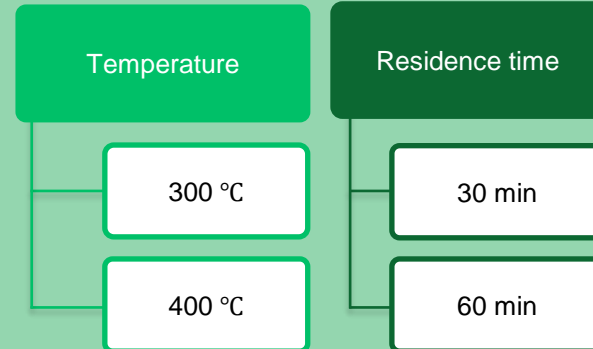 Temperature
300 ℃
400 ℃
Residence time
30 min
60 min